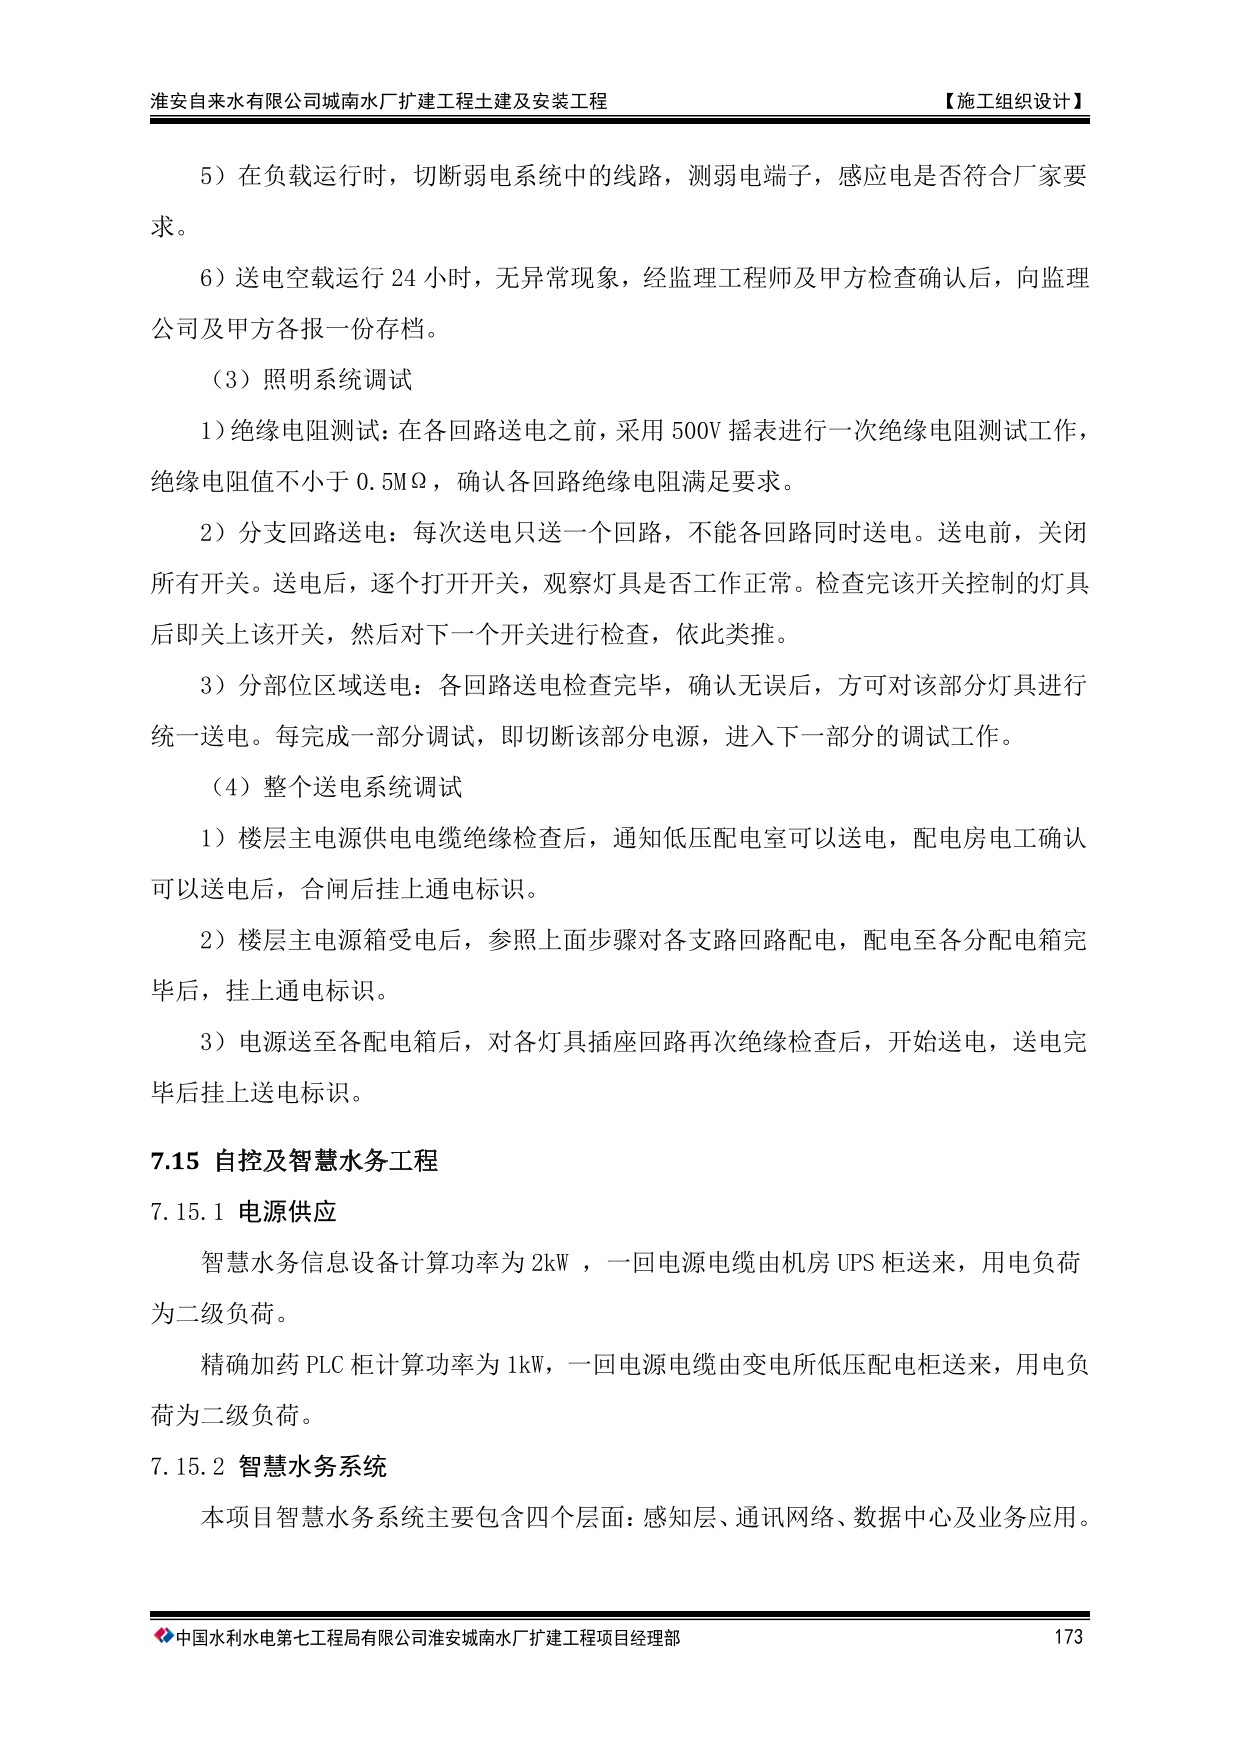 淮安自来水有限公司城南水厂扩建工程土建及安装工程 【施工组织设计】
5）在负载运行时，切断弱电系统中的线路，测弱电端子，感应电是否符合厂家要
求。
6）送电空载运行 24 小时，无异常现象，经监理工程师及甲方检查确认后，向监理
公司及甲方各报一份存档。
（3）照明系统调试
1）绝缘电阻测试：在各回路送电之前，采用 500V 摇表进行一次绝缘电阻测试工作，
绝缘电阻值不小于 0.5MΩ，确认各回路绝缘电阻满足要求。
2）分支回路送电：每次送电只送一个回路，不能各回路同时送电。送电前，关闭
所有开关。送电后，逐个打开开关，观察灯具是否工作正常。检查完该开关控制的灯具
后即关上该开关，然后对下一个开关进行检查，依此类推。
3）分部位区域送电：各回路送电检查完毕，确认无误后，方可对该部分灯具进行
统一送电。每完成一部分调试，即切断该部分电源，进入下一部分的调试工作。
（4）整个送电系统调试
1）楼层主电源供电电缆绝缘检查后，通知低压配电室可以送电，配电房电工确认
可以送电后，合闸后挂上通电标识。
2）楼层主电源箱受电后，参照上面步骤对各支路回路配电，配电至各分配电箱完
毕后，挂上通电标识。
3）电源送至各配电箱后，对各灯具插座回路再次绝缘检查后，开始送电，送电完
毕后挂上送电标识。
7.15 自控及智慧水务工程
7.15.1 电源供应
智慧水务信息设备计算功率为 2kW ，一回电源电缆由机房 UPS 柜送来，用电负荷
为二级负荷。
精确加药 PLC 柜计算功率为 1kW，一回电源电缆由变电所低压配电柜送来，用电负
荷为二级负荷。
7.15.2 智慧水务系统
本项目智慧水务系统主要包含四个层面：感知层、通讯网络、数据中心及业务应用。
中国水利水电第七工程局有限公司淮安城南水厂扩建工程项目经理部 173